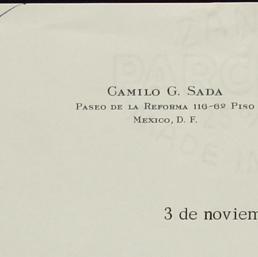 CAMILO G. SADA
PASEO DE LA REFORMA 116-6º PISO
MEXICO, D. F.
3 de noviem